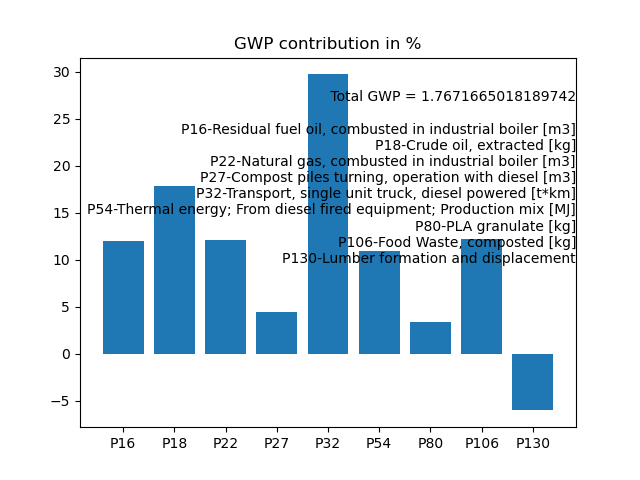 GWP contribution in %
30
25
20
15
10
5
0
−5
Total GWP = 1.7671665018189742
P16-Residual fuel oil, combusted in industrial boiler [m3]
P18-Crude oil, extracted [kg]
P22-Natural gas, combusted in industrial boiler [m3]
P27-Compost piles turning, operation with diesel [m3]
P32-Transport, single unit truck, diesel powered [t*km]
P54-Thermal energy; From diesel fired equipment; Production mix [MJ]
P80-PLA granulate [kg]
P106-Food Waste, composted [kg]
P130-Lumber formation and displacement
P16 P18 P22 P27 P32 P54 P80 P106 P130